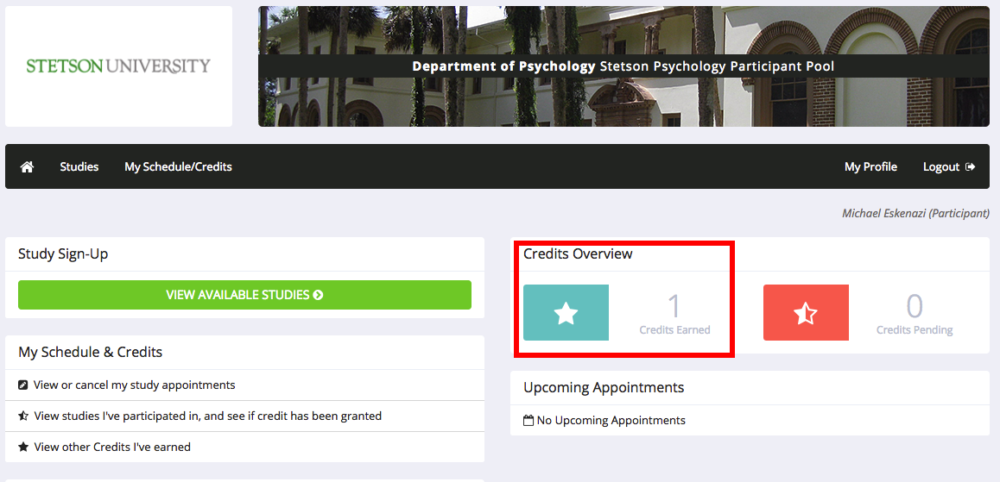 STETSON UNIVERSITY
Department of Psychology Stetson Psychology Participant Pool
Studies
My Schedule/Credits
My Profile
Logout
Michael Eskenazi (Participant)
Study Sign-Up
VIEW AVAILABLE STUDIES
My Schedule & Credits
View or cancel my study appointments
View studies I've participated in, and see if credit has been granted
View other Credits I've earned
Credits Overview
1
Credits Earned
0
Credits Pending
Upcoming Appointments
No Upcoming Appointments